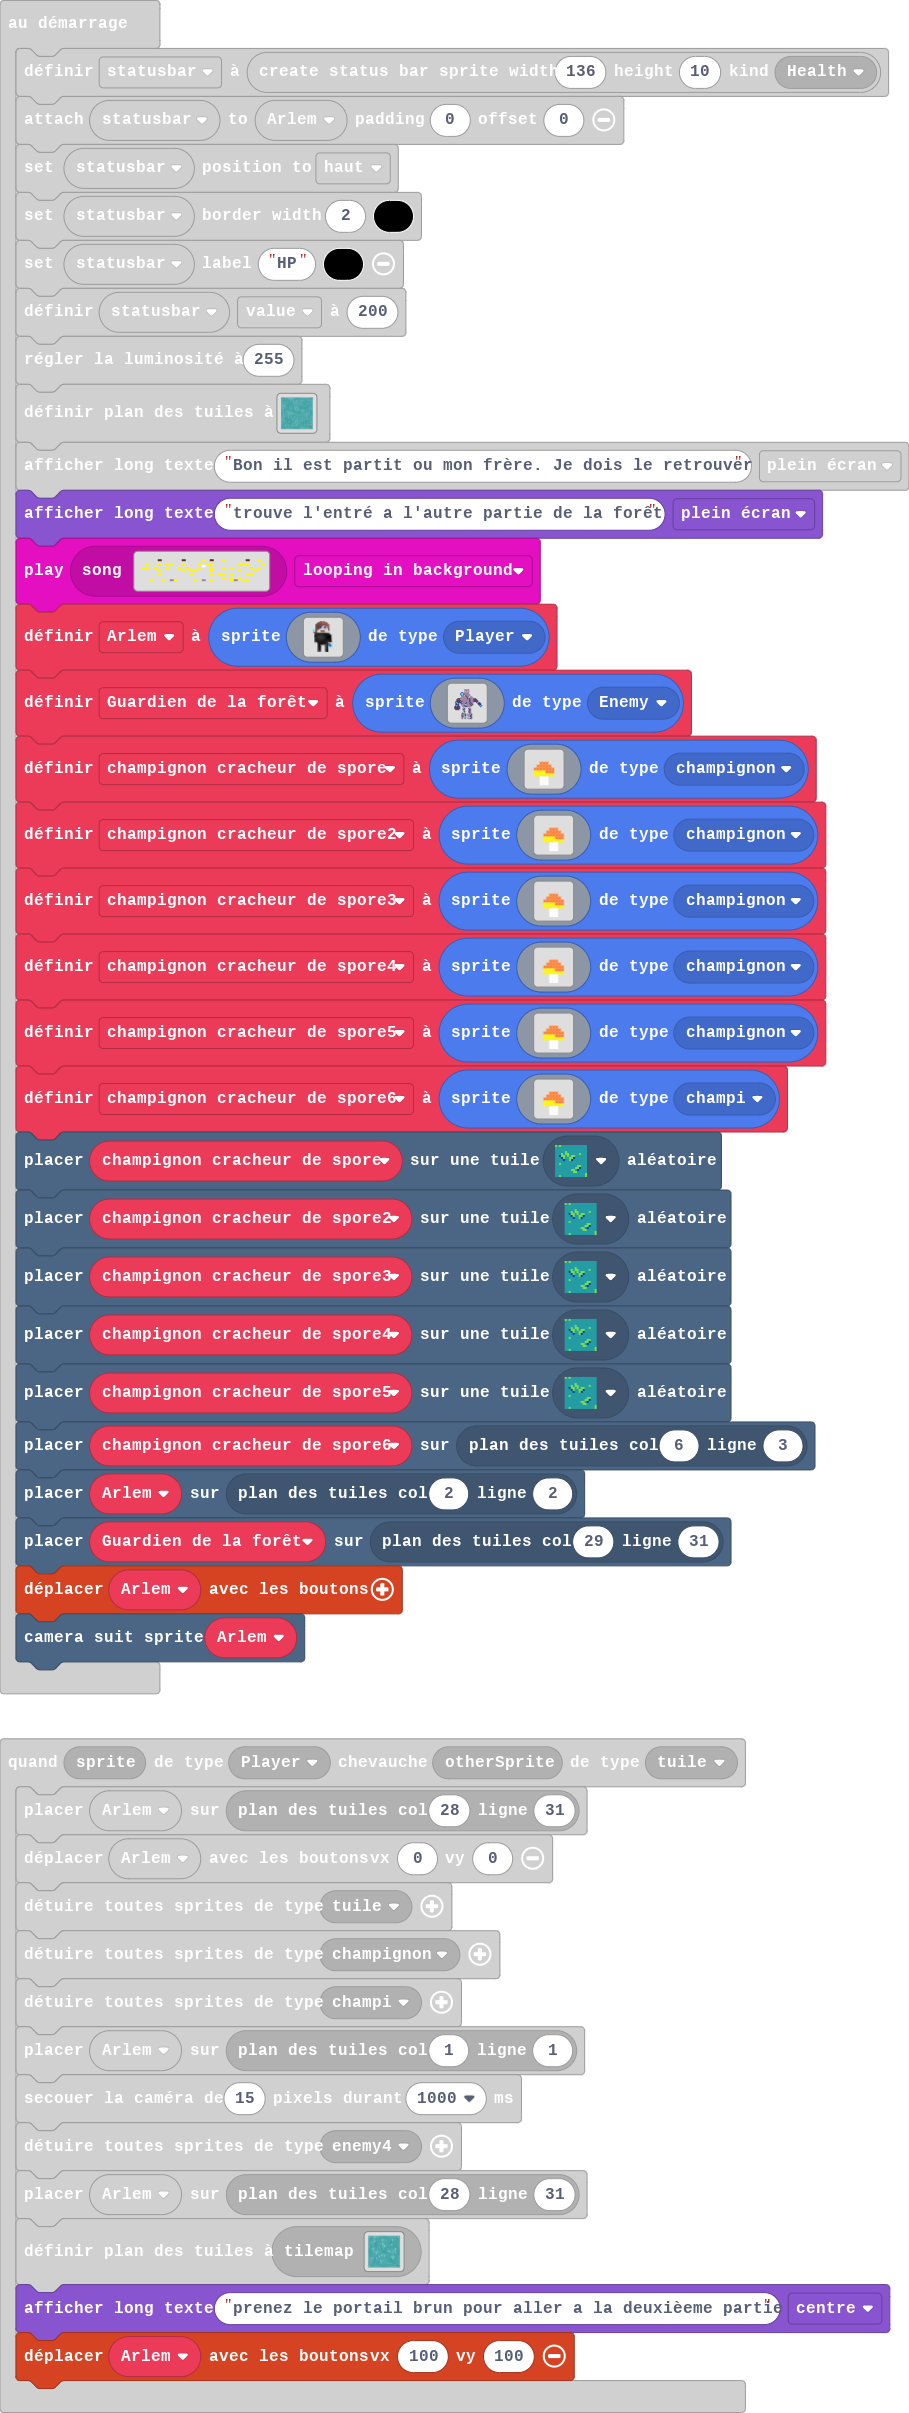 au démarrage
définir statusbar à create status bar sprite width 136 height 10 kind Health
attach statusbar to Arlem padding 0 offset 0
set statusbar position to haut
set statusbar border width 2
set statusbar label "HP"
définir statusbar value à 200
régler la luminosité à 255
définir plan des tuiles à
afficher long texte "Bon il est partit ou mon frère. Je dois le retrouver" plein écran
afficher long texte "trouve l'entré a l'autre partie de la forêt" plein écran
play song looping in background
définir Arlem à sprite de type Player
définir Guardien de la forêt à sprite de type Enemy
définir champignon cracheur de spore à sprite de type champignon
définir champignon cracheur de spore2 à sprite de type champignon
définir champignon cracheur de spore3 à sprite de type champignon
définir champignon cracheur de spore4 à sprite de type champignon
définir champignon cracheur de spore5 à sprite de type champignon
définir champignon cracheur de spore6 à sprite de type champi
placer champignon cracheur de spore sur une tuile aléatoire
placer champignon cracheur de spore2 sur une tuile aléatoire
placer champignon cracheur de spore3 sur une tuile aléatoire
placer champignon cracheur de spore4 sur une tuile aléatoire
placer champignon cracheur de spore5 sur une tuile aléatoire
placer champignon cracheur de spore6 sur plan des tuiles col 6 ligne 3
placer Arlem sur plan des tuiles col 2 ligne 2
placer Guardien de la forêt sur plan des tuiles col 29 ligne 31
déplacer Arlem avec les boutons
camera suit sprite Arlem
quand sprite de type Player chevauche otherSprite de type tuile
placer Arlem sur plan des tuiles col 28 ligne 31
déplacer Arlem avec les boutons vx 0 vy 0
détuire toutes sprites de type tuile
détuire toutes sprites de type champignon
détuire toutes sprites de type champi
placer Arlem sur plan des tuiles col 1 ligne 1
secouer la caméra de 15 pixels durant 1000 ms
détuire toutes sprites de type enemy4
placer Arlem sur plan des tuiles col 28 ligne 31
définir plan des tuiles à tilemap
afficher long texte "prenez le portail brun pour aller a la deuxièeme partie" centre
déplacer Arlem avec les boutons vx 100 vy 100